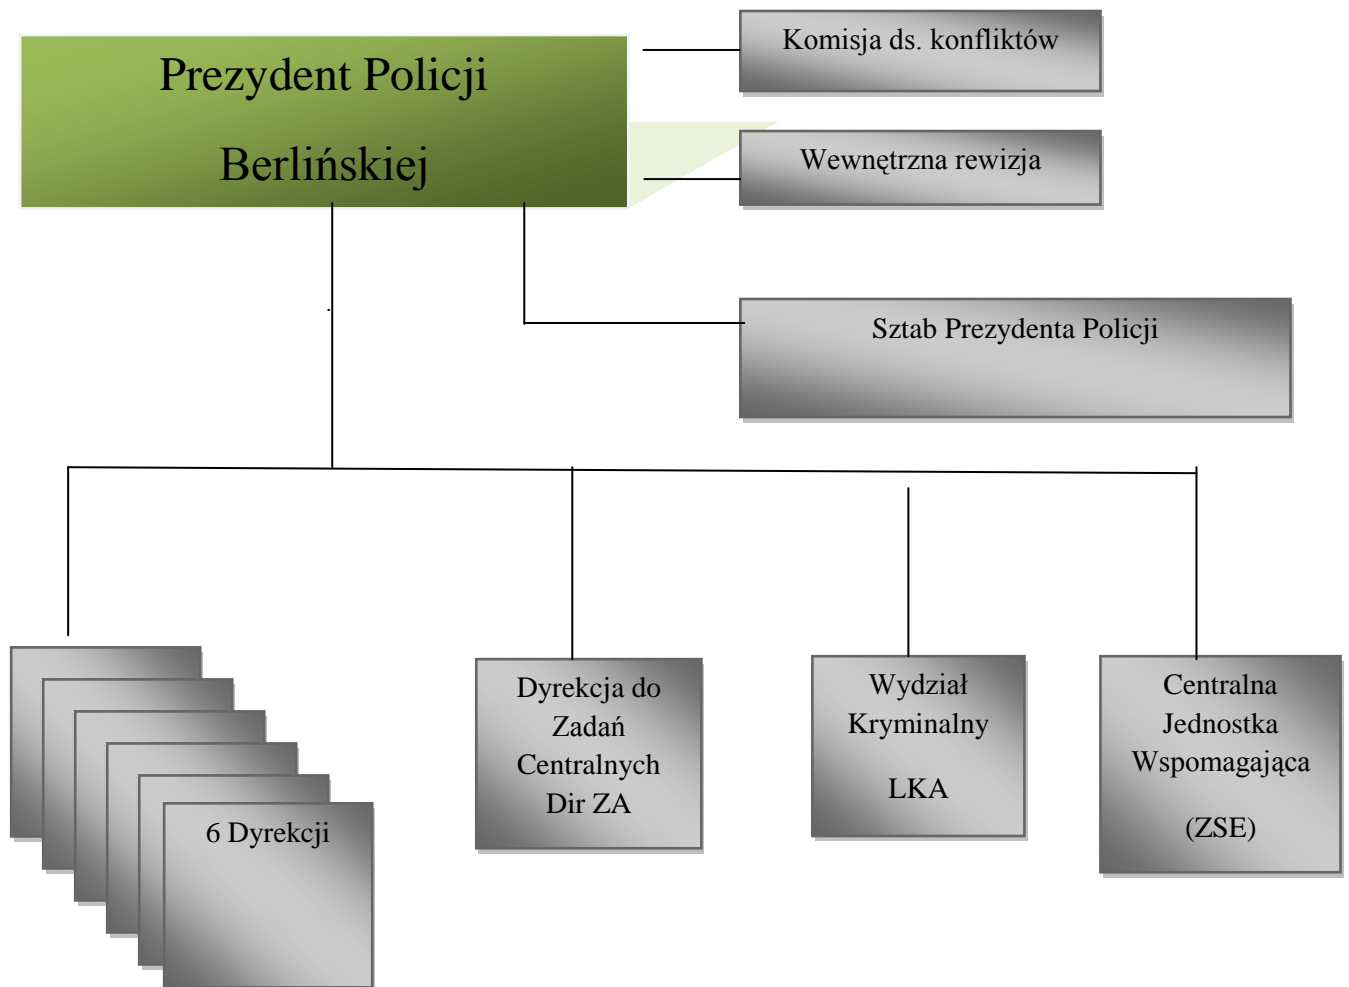 Prezydent Policji
Berlińskiej
Komisja ds. konfliktów
Wewnętrzna rewizja
Sztab Prezydenta Policji
6 Dyrekcji
Dyrekcja do
Zadań
Centralnych
Dir ZA
Wydział
Kryminalny
LKA
Centralna
Jednostka
Wspomagająca
(ZSE)